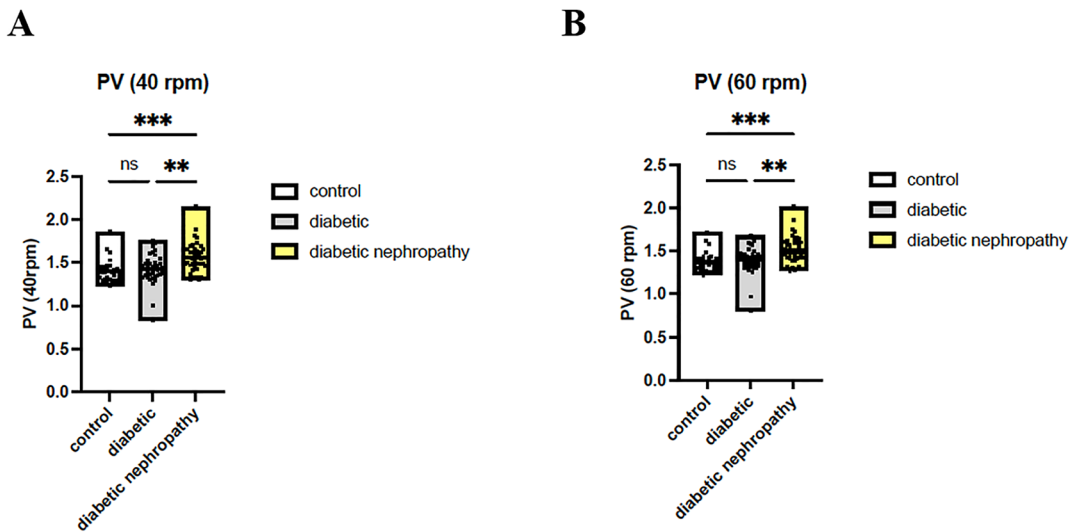 A
PV (40 rpm)
***
ns
**
2.5
2.0
1.5
1.0
0.5
0.0
PV (40rpm)
control
diabetic
diabetic nephropathy
control
diabetic
diabetic nephropathy
B
PV (60 rpm)
***
ns
**
2.5
2.0
1.5
1.0
0.5
0.0
PV (60 rpm)
control
diabetic
diabetic nephropathy
control
diabetic
diabetic nephropathy